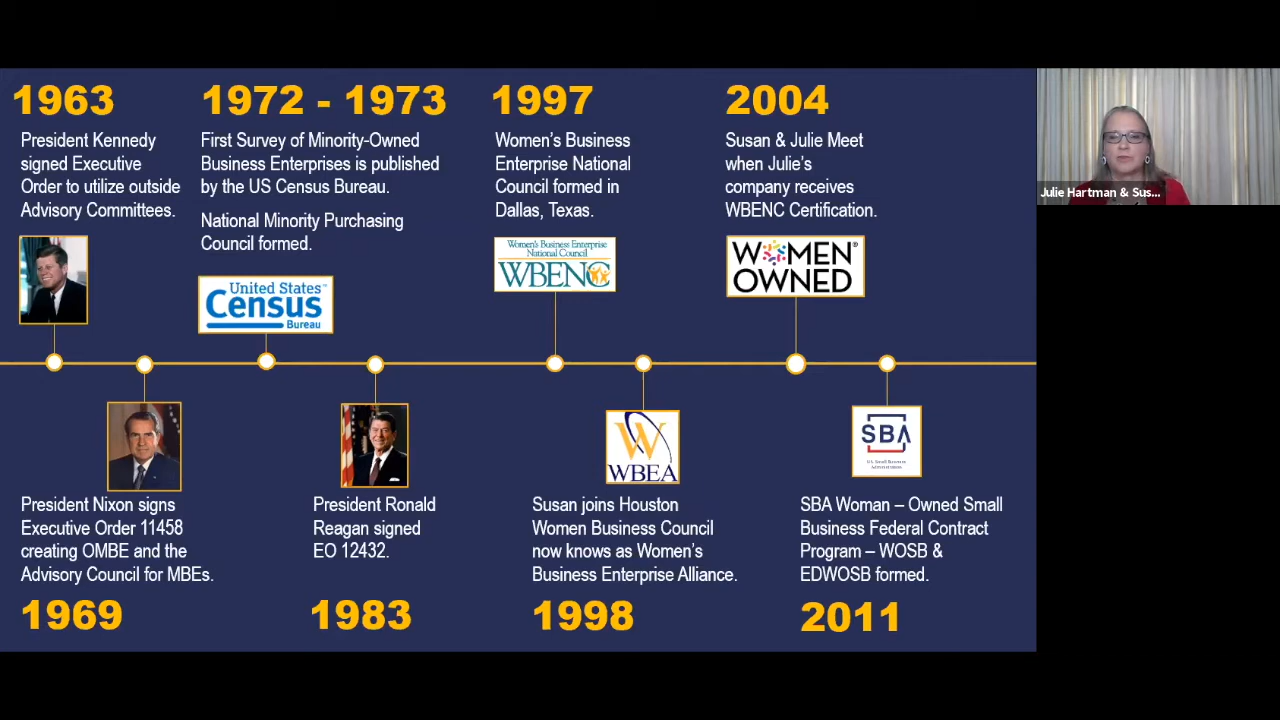 1963
President Kennedy
signed Executive
Order to utilize outside
Advisory Committees.
1972 - 1973
First Survey of Minority-Owned
Business Enterprises is published
by the US Census Bureau.
National Minority Purchasing
Council formed.
United States™
Census
Bureau
1997
Women's Business
Enterprise National
Council formed in
Dallas, Texas.
Women's Business Enterprise
National Council
WBENC
2004
Susan & Julie Meet
when Julie's
company receives
WBENC Certification.
WOMEN®
OWNED
Julie Hartman & Sus...
President Nixon signs
Executive Order 11458
creating OMBE and the
Advisory Council for MBEs.
1969
President Ronald
Reagan signed
EO 12432.
1983
W
WBEA
Susan joins Houston
Women Business Council
now knows as Women's
Business Enterprise Alliance.
1998
SBA
U.S. Small Business
Administration
SBA Woman – Owned Small
Business Federal Contract
Program – WOSB &
EDWOSB formed.
2011